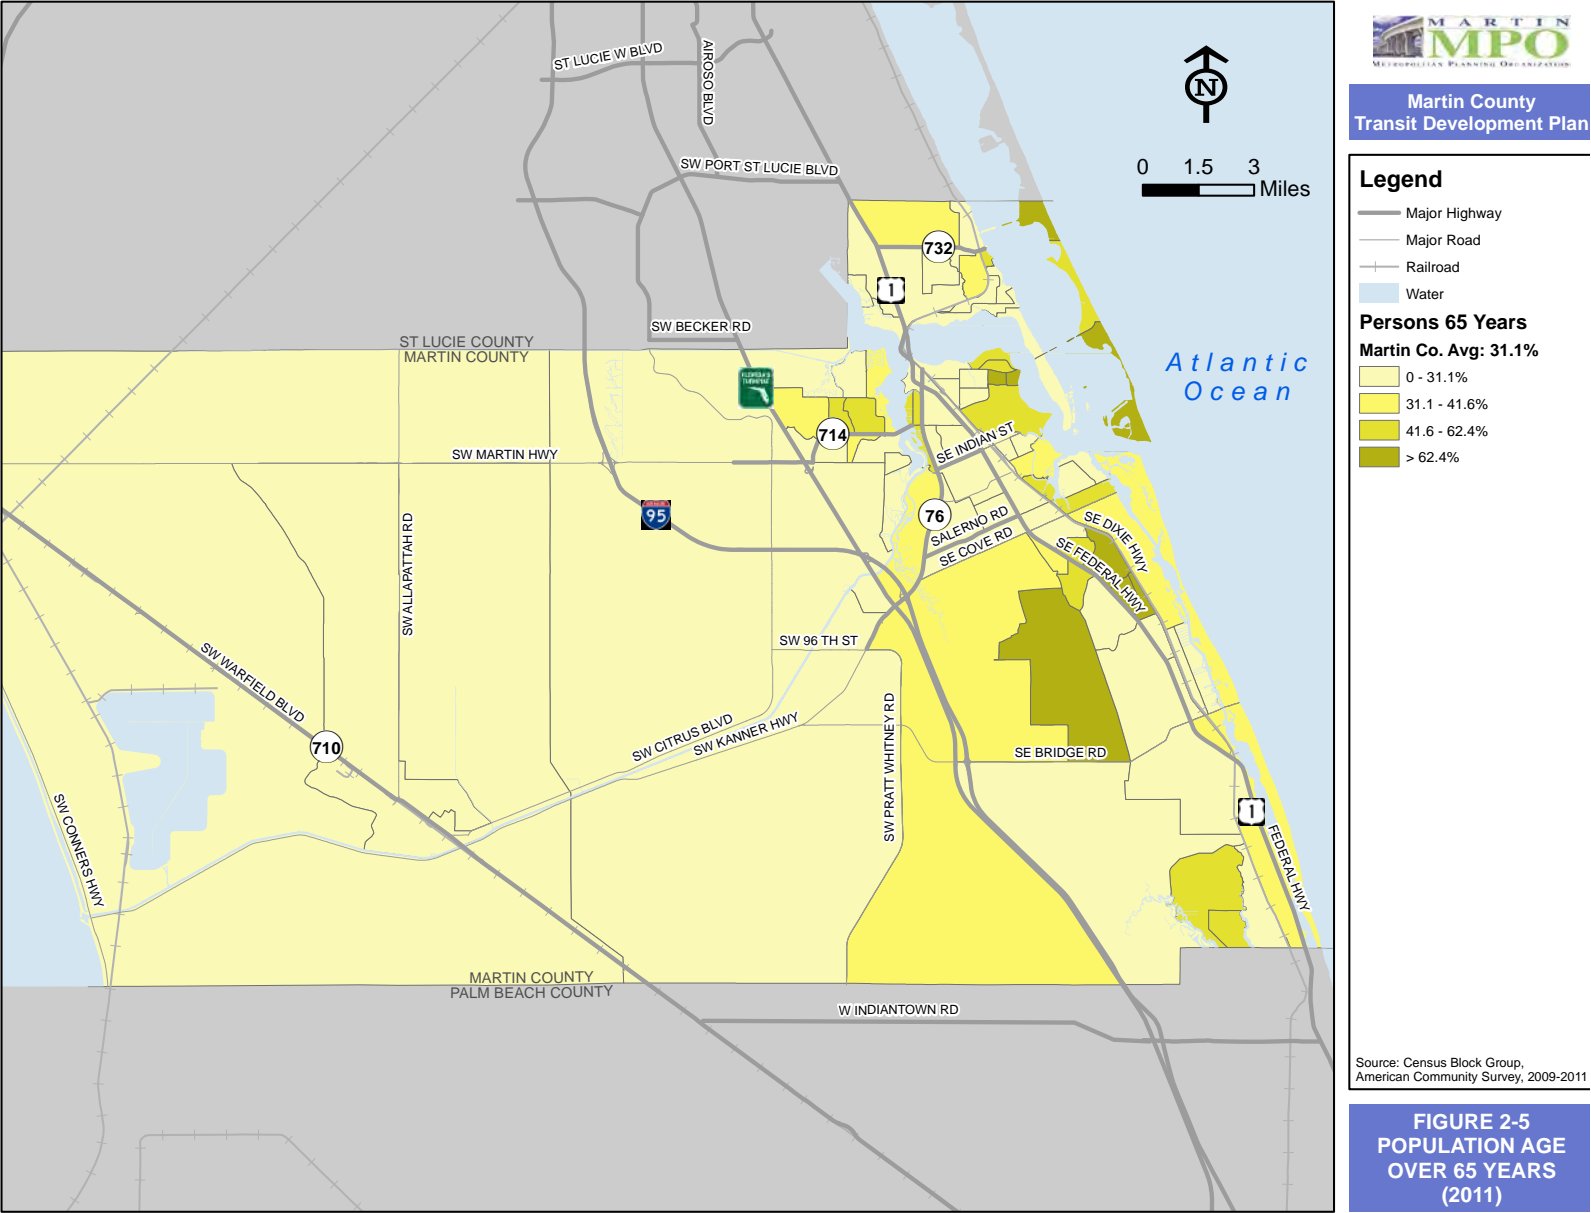 ST LUCIE W BLVD
AIROSO BLVD
SW PORT ST LUCIE BLVD
N
0 1.5 3
Miles
732
1
SW BECKER RD
ST LUCIE COUNTY
MARTIN COUNTY
Atlantic
Ocean
FLORIDA'S
TURNPIKE
714
SW MARTIN HWY
SE INDIAN ST
95
76
SALERNO RD
SE COVE RD
SE DIXIE HWY
SE FEDERAL HWY
SW ALLAPATTAH RD
SW 96 TH ST
SW WARFIELD BLVD
710
SW CITRUS BLVD
SW KANNER HWY
SW PRATT WHITNEY RD
SE BRIDGE RD
SW CONNERS HWY
1
FEDERAL HWY
MARTIN COUNTY
PALM BEACH COUNTY
W INDIANTOWN RD
MARTIN
MPO
METROPOLITAN PLANNING ORGANIZATION
Martin County
Transit Development Plan
Legend
Major Highway
Major Road
Railroad
Water
Persons 65 Years
Martin Co. Avg: 31.1%
0 - 31.1%
31.1 - 41.6%
41.6 - 62.4%
> 62.4%
Source: Census Block Group,
American Community Survey, 2009-2011
FIGURE 2-5
POPULATION AGE
OVER 65 YEARS
(2011)